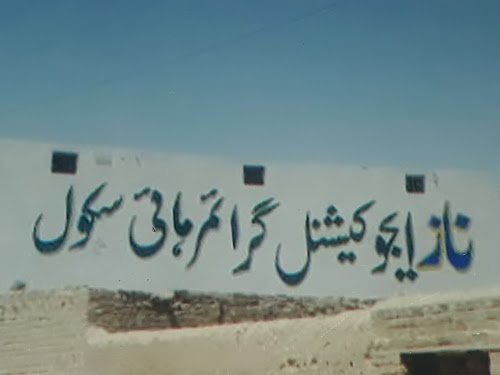 ناز ایجوکیشنل گرائمر ہائی سکول